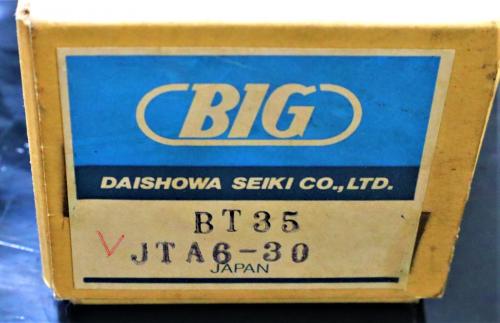 BIG
DAISHOWA SEIKI CO., LTD.
BT35
JTA6-30
JAPAN